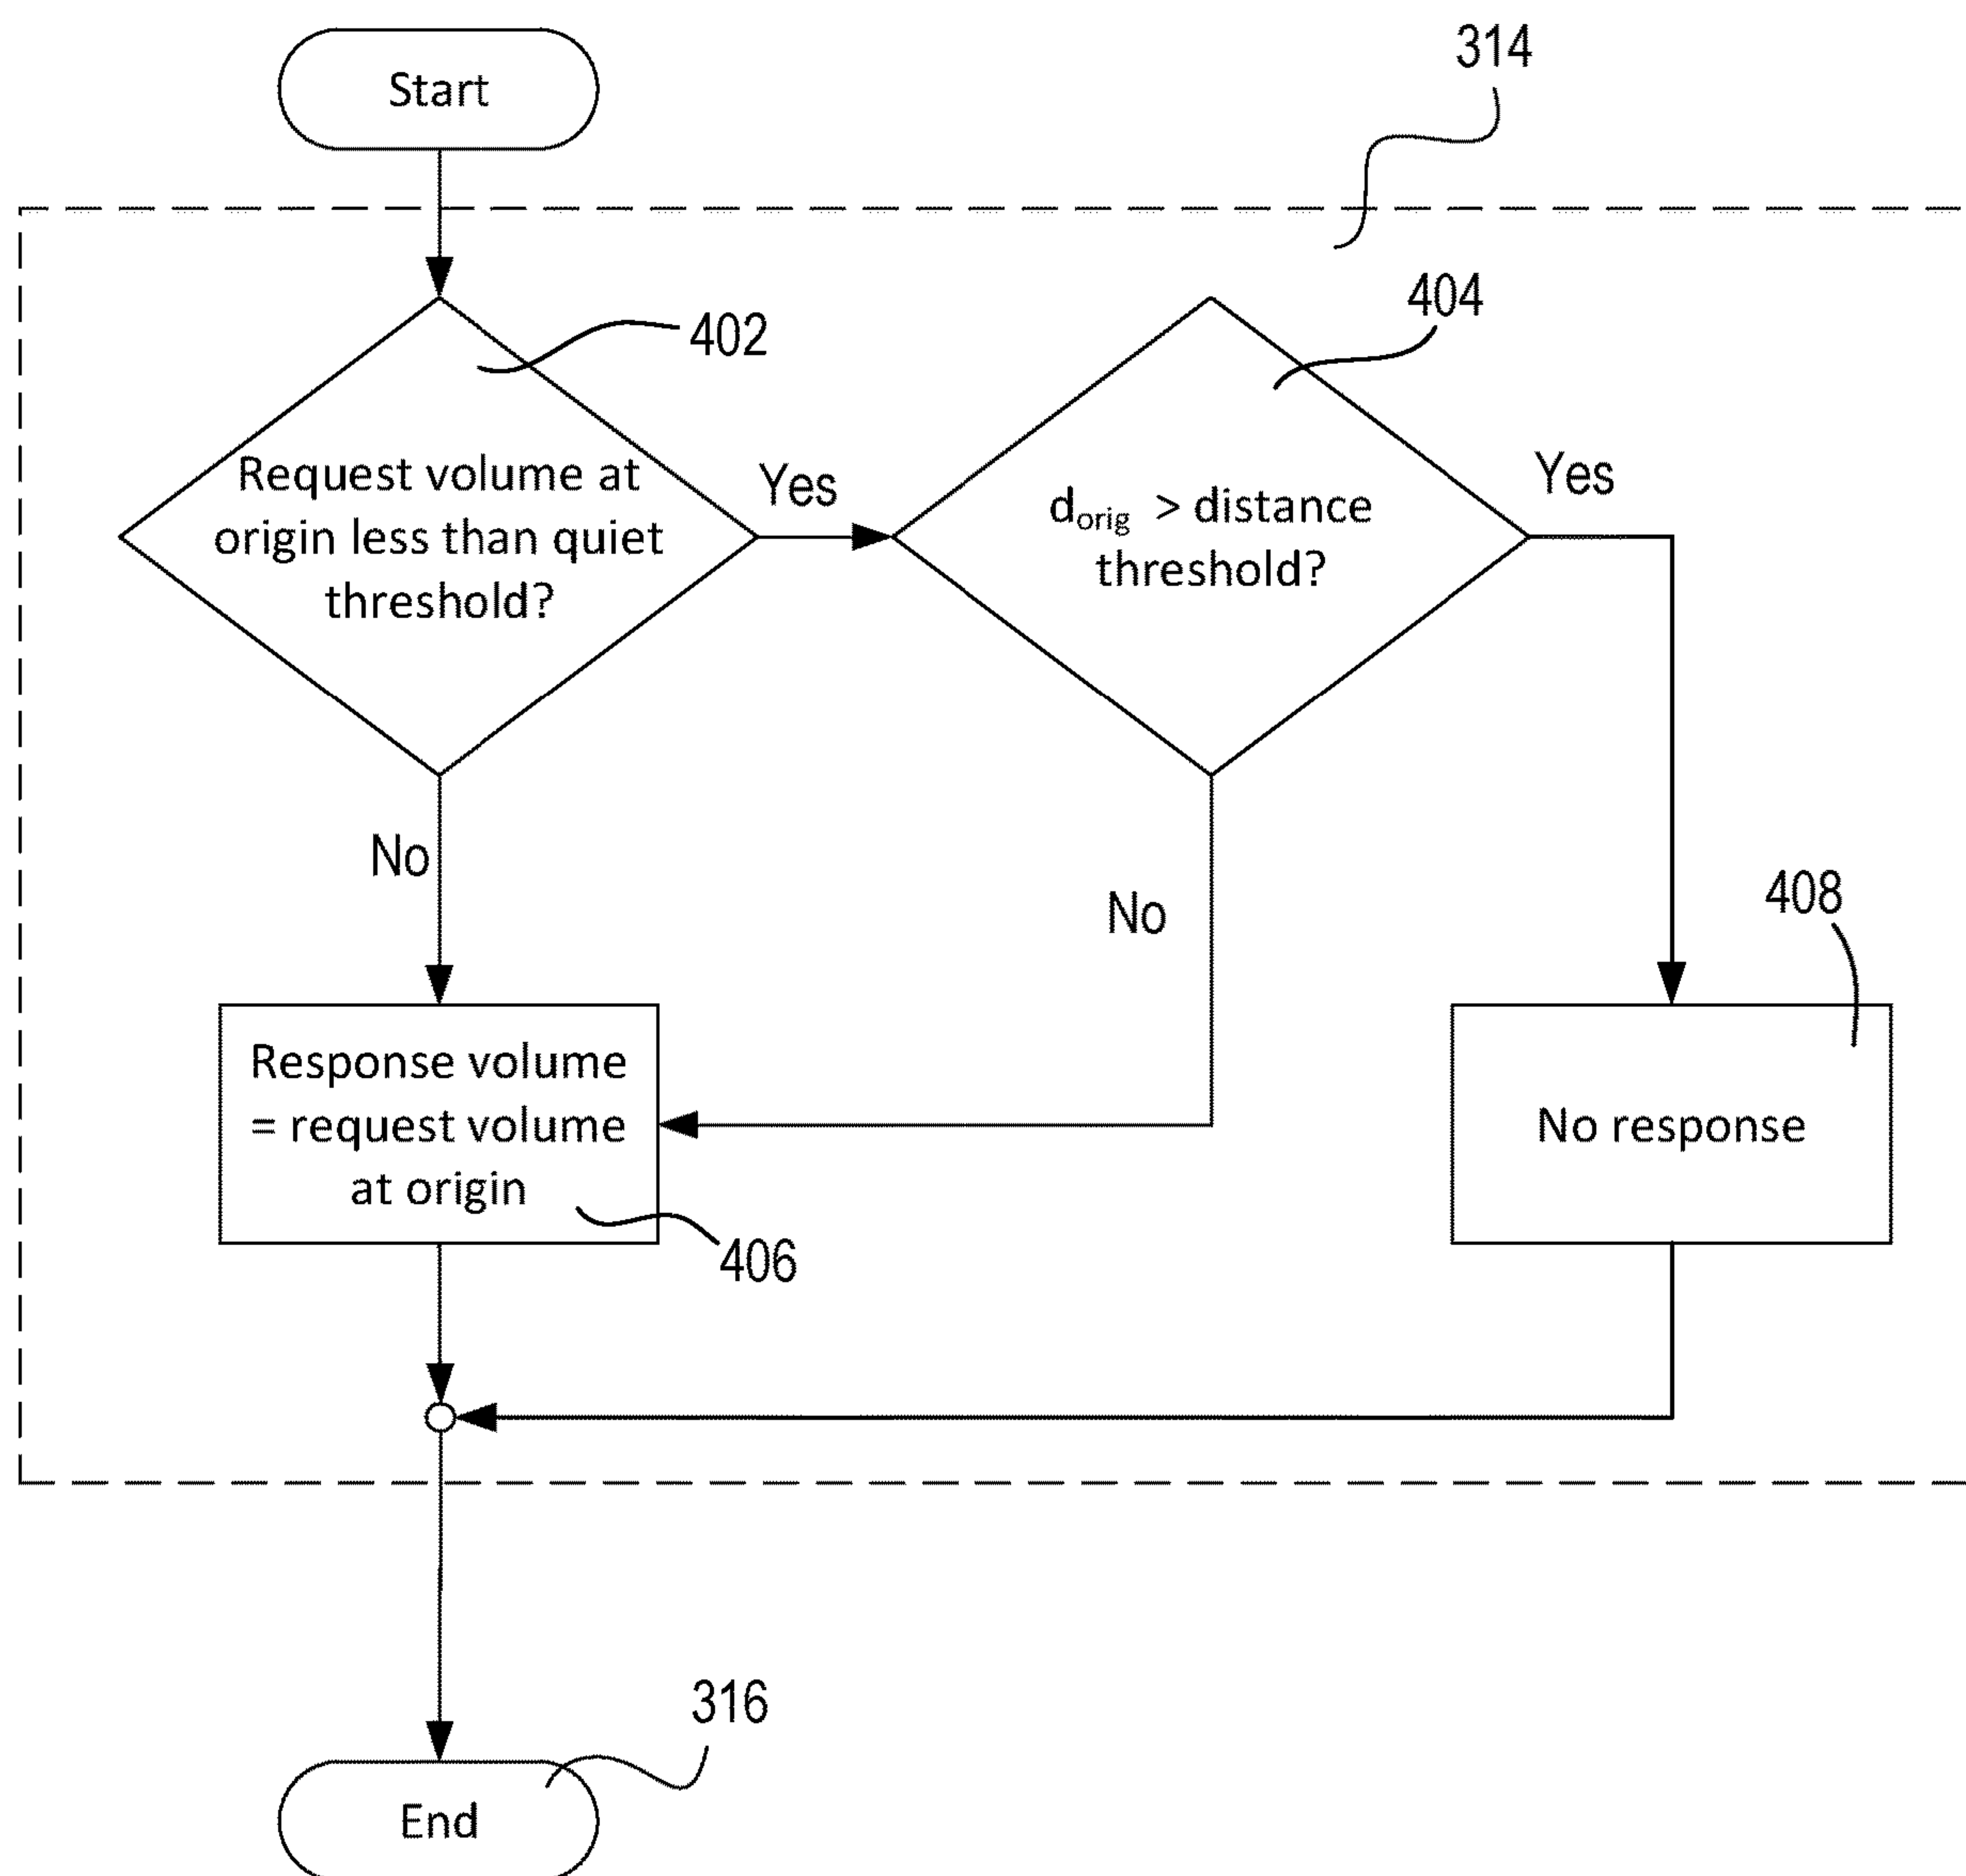 Start
314
402
404
Request volume at
origin less than quiet
threshold?
Yes
d_orig > distance
threshold?
Yes
No
No
408
Response volume
= request volume
at origin
406
No response
316
End